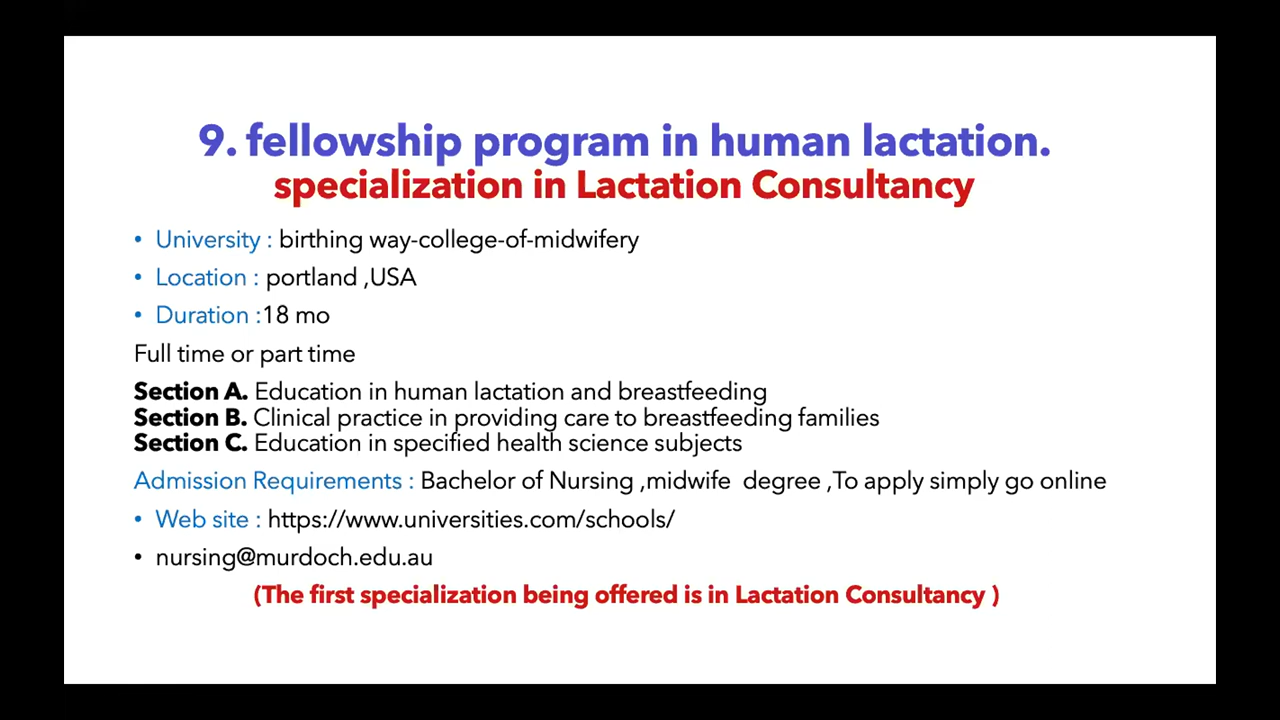 9. fellowship program in human lactation.
specialization in Lactation Consultancy
• University : birthing way-college-of-midwifery
• Location : portland ,USA
• Duration :18 mo
Full time or part time
Section A. Education in human lactation and breastfeeding
Section B. Clinical practice in providing care to breastfeeding families
Section C. Education in specified health science subjects
Admission Requirements : Bachelor of Nursing ,midwife  degree ,To apply simply go online
• Web site : https://www.universities.com/schools/
• nursing@murdoch.edu.au
(The first specialization being offered is in Lactation Consultancy )